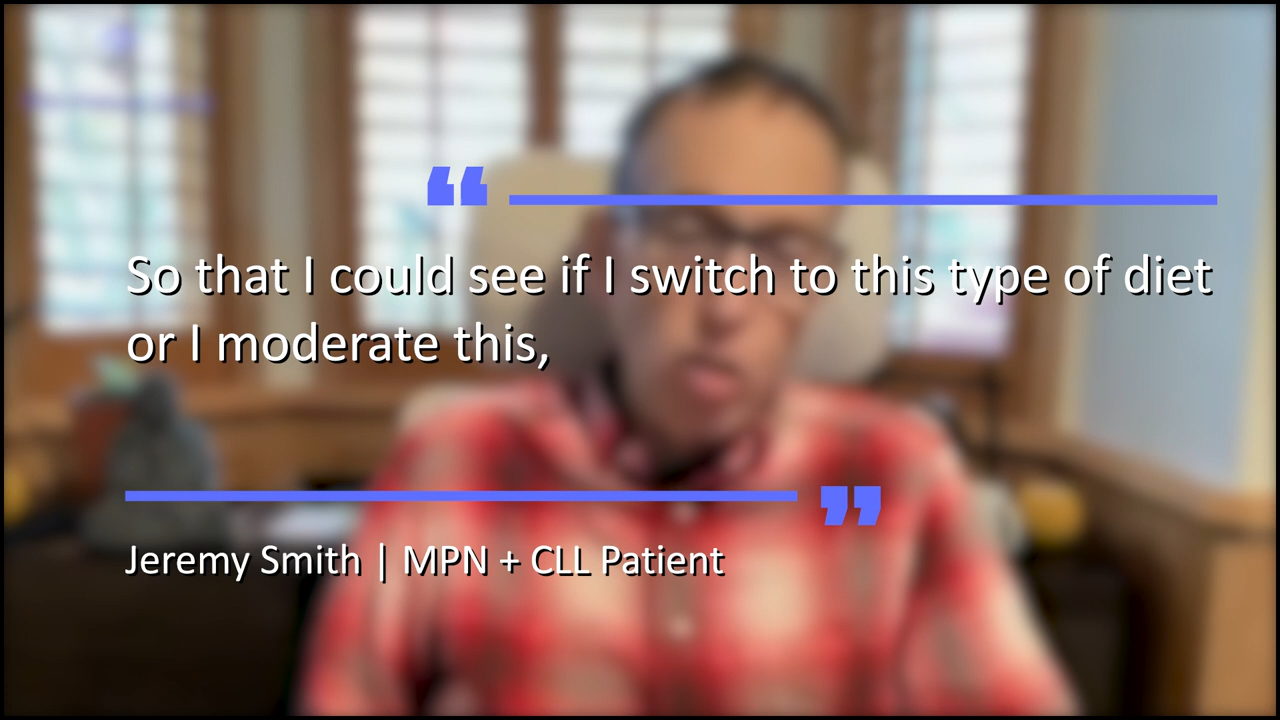 “
So that I could see if I switch to this type of diet
or I moderate this,
”
Jeremy Smith | MPN + CLL Patient